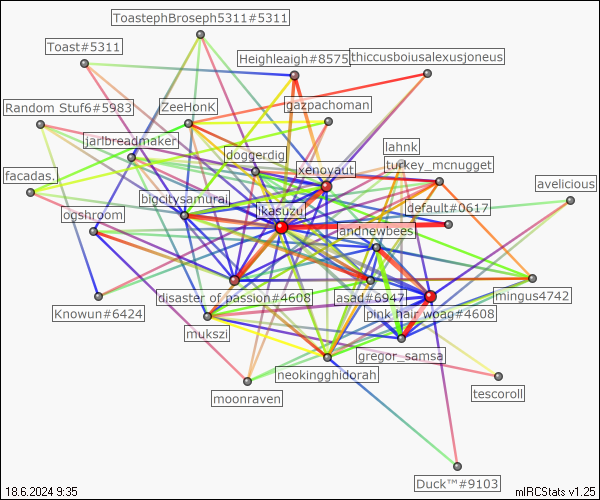 ToastephBroseph5311#5311
Toast#5311
Heighleaigh#8575
thiccusboiusalexusjoneus
Random Stuf6#5983
ZeeHonK
gazpachoman
jarlbreadmaker
doggerdig
lahnk
xenoyaut
turkey_mcnugget
facadas.
bigcitysamurai
avelicious
ogshroom
likasuzu
default#0617
andnewbees
disaster of passion#4608
asad#6947
mingus4742
Knowun#6424
pink hair woag#4608
mukszi
gregor_samsa
neokingghidorah
moonraven
tescoroll
Duck™#9103
18.6.2024 9:35
mIRCStats v1.25